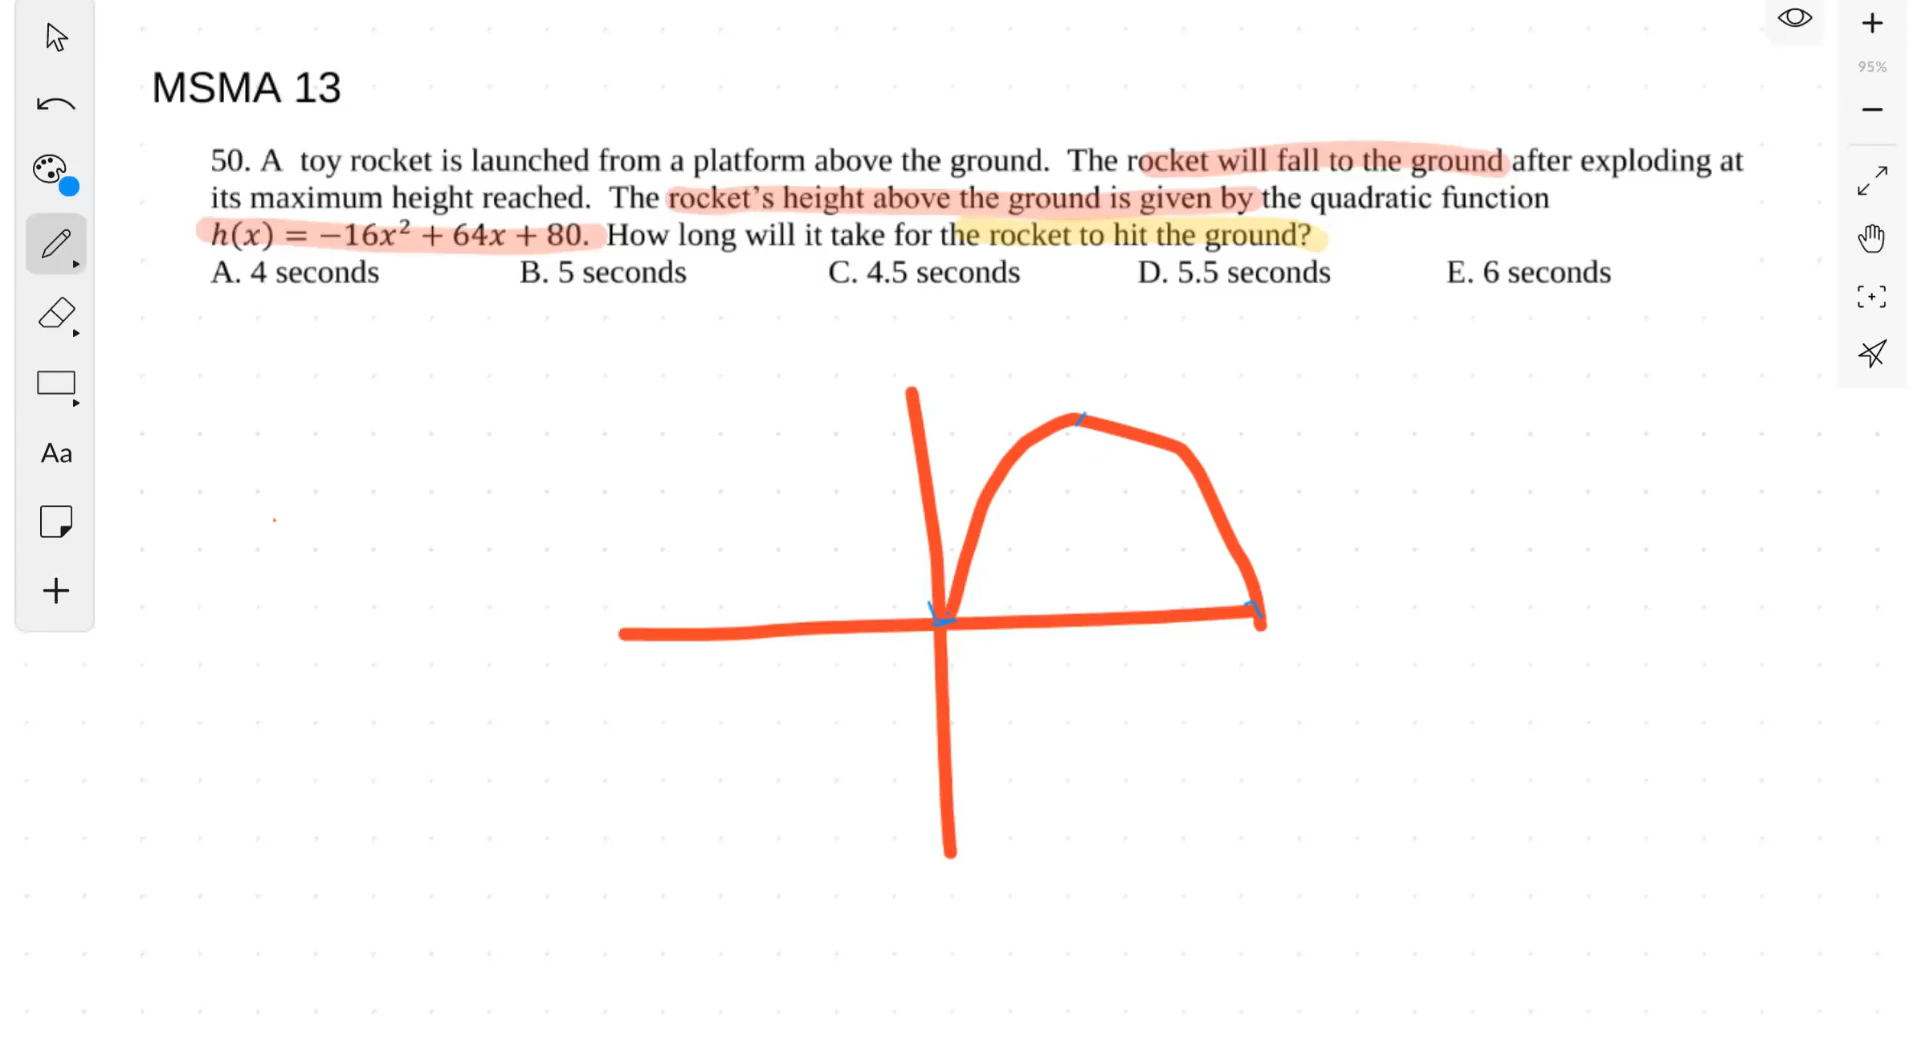 95%
MSMA 13
50. A toy rocket is launched from a platform above the ground. The rocket will fall to the ground after exploding at
its maximum height reached. The rocket’s height above the ground is given by the quadratic function
h(x) = −16x² + 64x + 80. How long will it take for the rocket to hit the ground?
A. 4 seconds B. 5 seconds C. 4.5 seconds D. 5.5 seconds E. 6 seconds
Aa